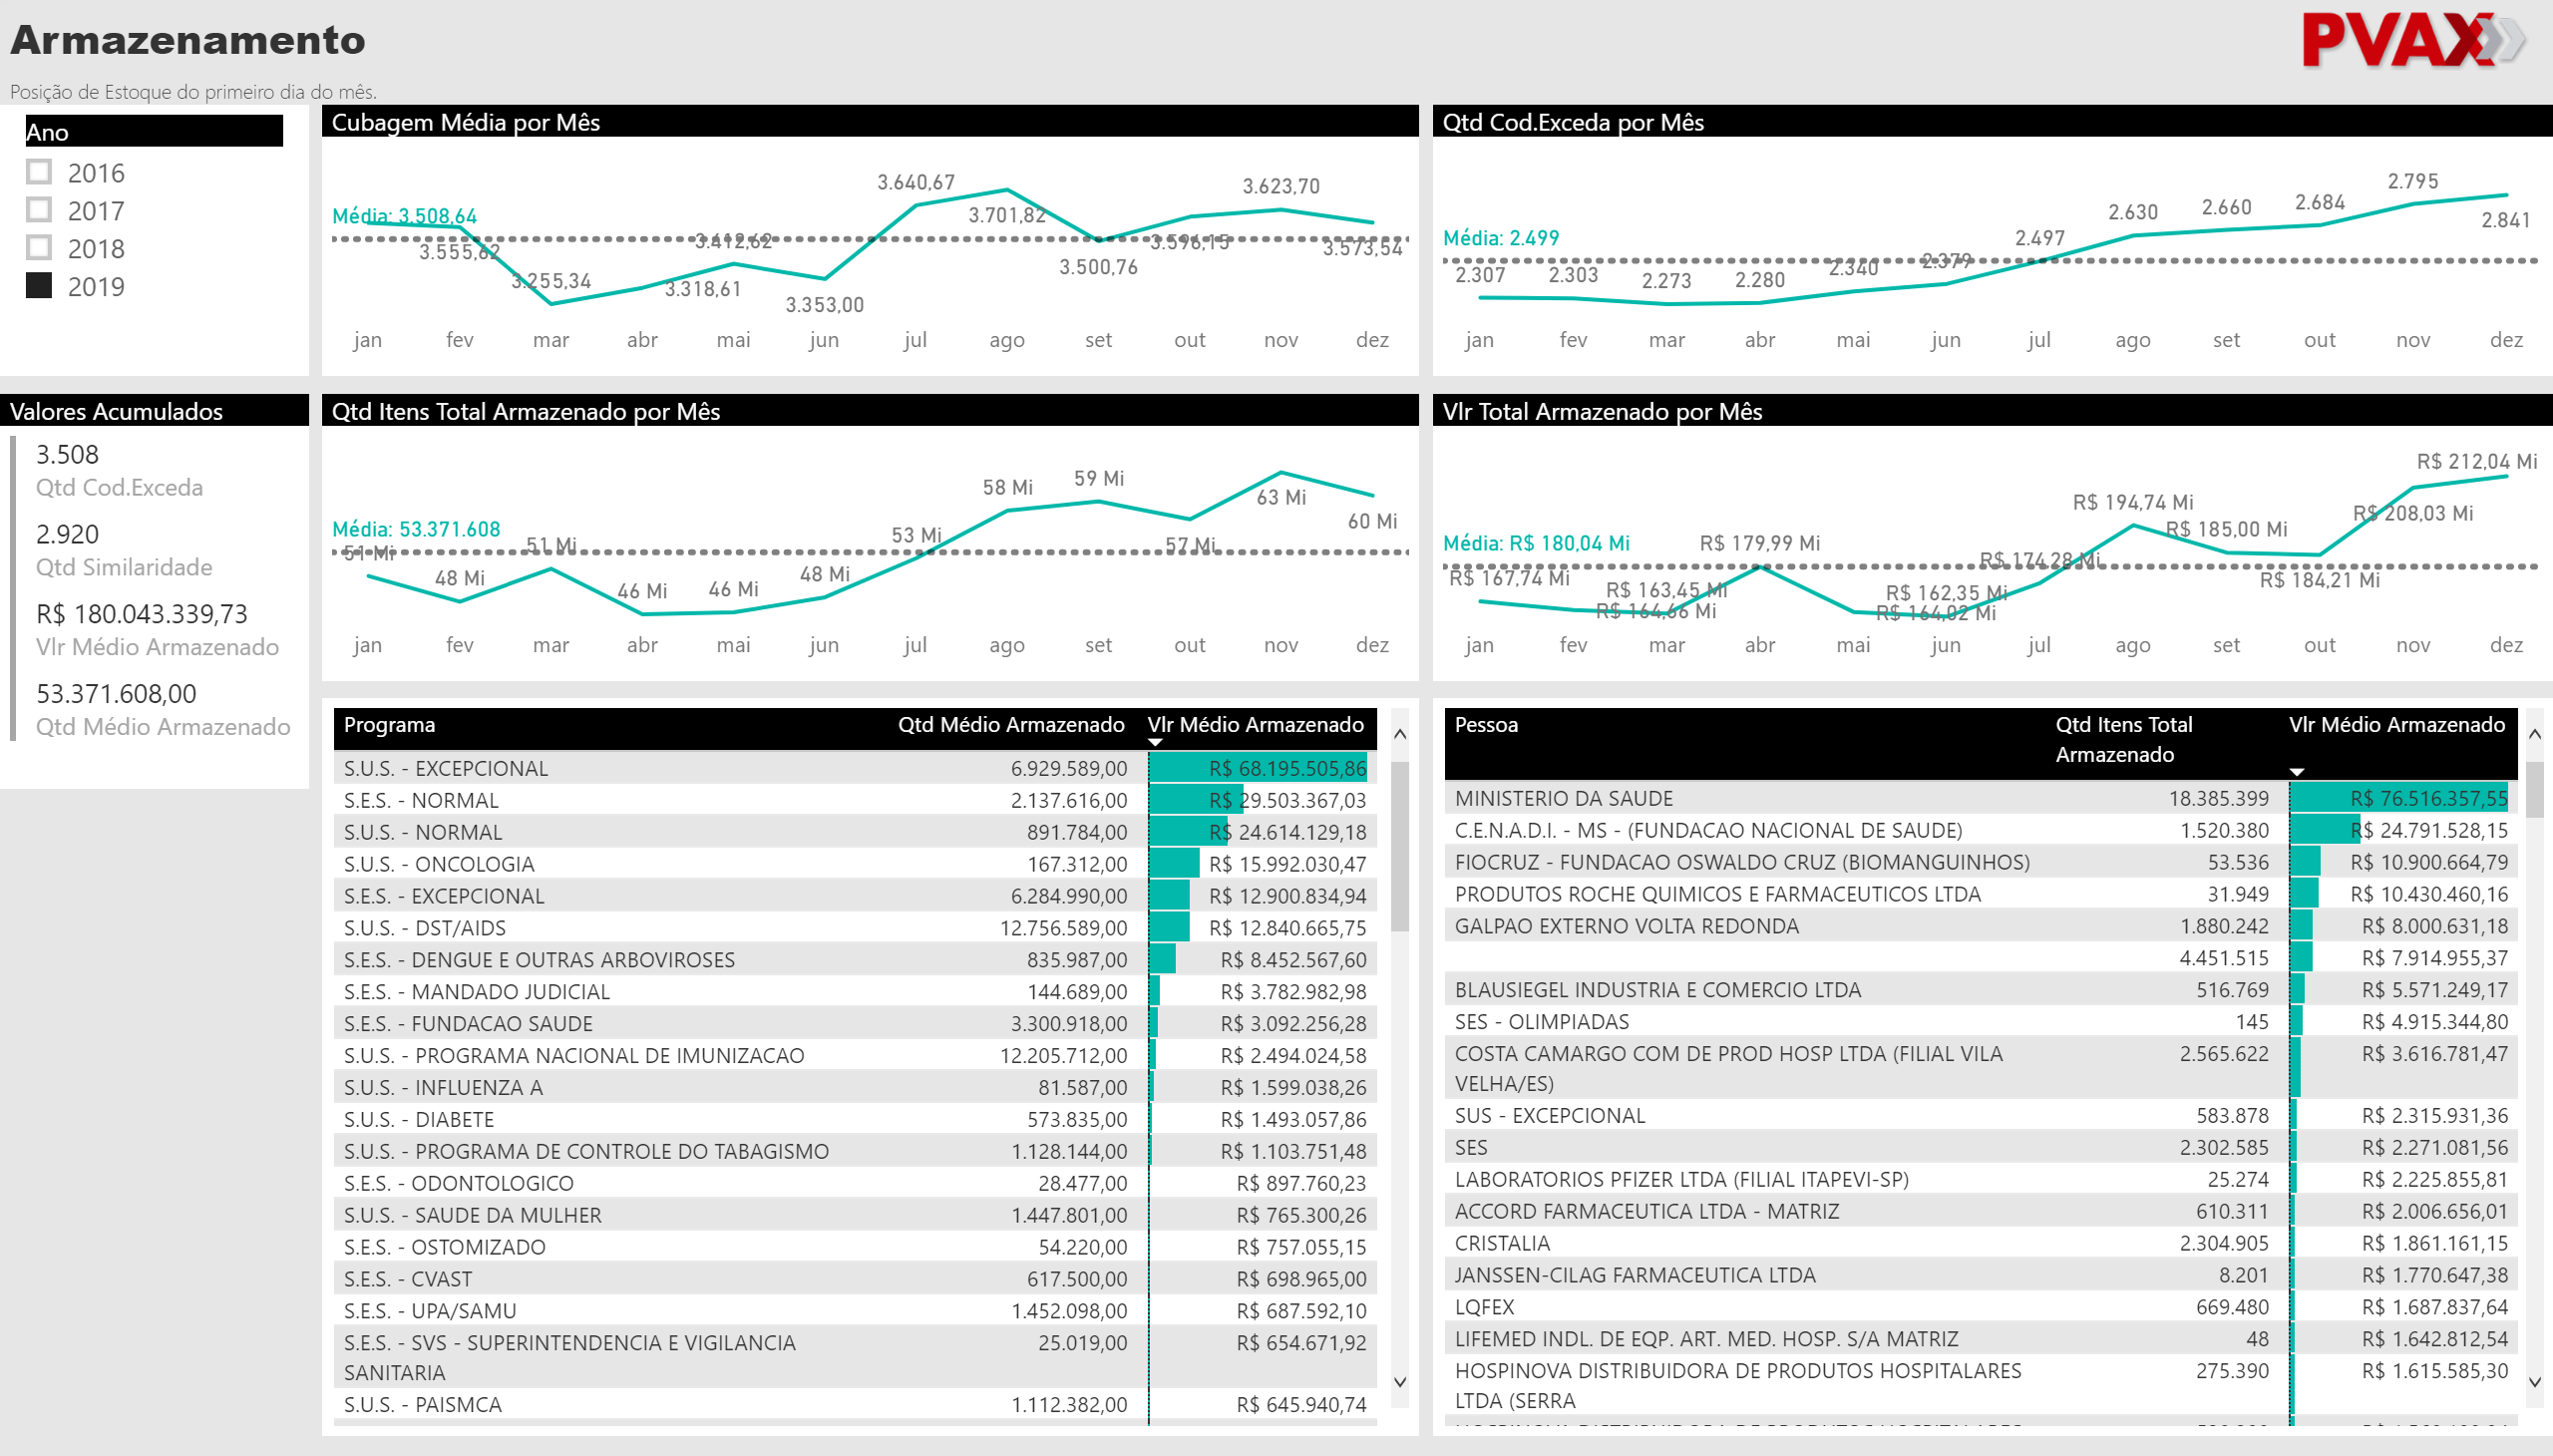 Armazenamento
PVAX
Posição de Estoque do primeiro dia do mês.
Ano
2016
2017
2018
2019
Cubagem Média por Mês
Média: 3.508,64
3.555,62
3.255,34
3.318,61
3.412,62
3.353,00
3.640,67
3.701,82
3.500,76
3.596,15
3.623,70
3.573,54
jan fev mar abr mai jun jul ago set out nov dez
Qtd Cod.Exceda por Mês
Média: 2.499
2.307
2.303
2.273
2.280
2.340
2.379
2.497
2.630
2.660
2.684
2.795
2.841
jan fev mar abr mai jun jul ago set out nov dez
Valores Acumulados
3.508
Qtd Cod.Exceda
2.920
Qtd Similaridade
R$ 180.043.339,73
Vlr Médio Armazenado
53.371.608,00
Qtd Médio Armazenado
Qtd Itens Total Armazenado por Mês
Média: 53.371.608
51 Mi
48 Mi
51 Mi
46 Mi
46 Mi
48 Mi
53 Mi
58 Mi
59 Mi
57 Mi
63 Mi
60 Mi
jan fev mar abr mai jun jul ago set out nov dez
Vlr Total Armazenado por Mês
Média: R$ 180,04 Mi
R$ 167,74 Mi
R$ 164,66 Mi
R$ 163,45 Mi
R$ 179,99 Mi
R$ 164,02 Mi
R$ 162,35 Mi
R$ 174,28 Mi
R$ 194,74 Mi
R$ 185,00 Mi
R$ 184,21 Mi
R$ 208,03 Mi
R$ 212,04 Mi
jan fev mar abr mai jun jul ago set out nov dez
Programa Qtd Médio Armazenado Vlr Médio Armazenado
S.U.S. - EXCEPCIONAL 6.929.589,00 R$ 68.195.505,86
S.E.S. - NORMAL 2.137.616,00 R$ 29.503.367,03
S.U.S. - NORMAL 891.784,00 R$ 24.614.129,18
S.U.S. - ONCOLOGIA 167.312,00 R$ 15.992.030,47
S.E.S. - EXCEPCIONAL 6.284.990,00 R$ 12.900.834,94
S.U.S. - DST/AIDS 12.756.589,00 R$ 12.840.665,75
S.E.S. - DENGUE E OUTRAS ARBOVIROSES 835.987,00 R$ 8.452.567,60
S.E.S. - MANDADO JUDICIAL 144.689,00 R$ 3.782.982,98
S.E.S. - FUNDACAO SAUDE 3.300.918,00 R$ 3.092.256,28
S.U.S. - PROGRAMA NACIONAL DE IMUNIZACAO 12.205.712,00 R$ 2.494.024,58
S.U.S. - INFLUENZA A 81.587,00 R$ 1.599.038,26
S.U.S. - DIABETE 573.835,00 R$ 1.493.057,86
S.U.S. - PROGRAMA DE CONTROLE DO TABAGISMO 1.128.144,00 R$ 1.103.751,48
S.E.S. - ODONTOLOGICO 28.477,00 R$ 897.760,23
S.U.S. - SAUDE DA MULHER 1.447.801,00 R$ 765.300,26
S.E.S. - OSTOMIZADO 54.220,00 R$ 757.055,15
S.E.S. - CVAST 617.500,00 R$ 698.965,00
S.E.S. - UPA/SAMU 1.452.098,00 R$ 687.592,10
S.E.S. - SVS - SUPERINTENDENCIA E VIGILANCIA 25.019,00 R$ 654.671,92
SANITARIA
S.U.S. - PAISMCA 1.112.382,00 R$ 645.940,74
Pessoa Qtd Itens Total Vlr Médio Armazenado
Armazenado
MINISTERIO DA SAUDE 18.385.399 R$ 76.516.357,55
C.E.N.A.D.I. - MS - (FUNDACAO NACIONAL DE SAUDE) 1.520.380 R$ 24.791.528,15
FIOCRUZ - FUNDACAO OSWALDO CRUZ (BIOMANGUINHOS) 53.536 R$ 10.900.664,79
PRODUTOS ROCHE QUIMICOS E FARMACEUTICOS LTDA 31.949 R$ 10.430.460,16
GALPAO EXTERNO VOLTA REDONDA 1.880.242 R$ 8.000.631,18
4.451.515 R$ 7.914.955,37
BLAUSIEGEL INDUSTRIA E COMERCIO LTDA 516.769 R$ 5.571.249,17
SES - OLIMPIADAS 145 R$ 4.915.344,80
COSTA CAMARGO COM DE PROD HOSP LTDA (FILIAL VILA 2.565.622 R$ 3.616.781,47
VELHA/ES)
SUS - EXCEPCIONAL 583.878 R$ 2.315.931,36
SES 2.302.585 R$ 2.271.081,56
LABORATORIOS PFIZER LTDA (FILIAL ITAPEVI-SP) 25.274 R$ 2.225.855,81
ACCORD FARMACEUTICA LTDA - MATRIZ 610.311 R$ 2.006.656,01
CRISTALIA 2.304.905 R$ 1.861.161,15
JANSSEN-CILAG FARMACEUTICA LTDA 8.201 R$ 1.770.647,38
LQFEX 669.480 R$ 1.687.837,64
LIFEMED INDL. DE EQP. ART. MED. HOSP. S/A MATRIZ 48 R$ 1.642.812,54
HOSPINOVA DISTRIBUIDORA DE PRODUTOS HOSPITALARES 275.390 R$ 1.615.585,30
LTDA (SERRA